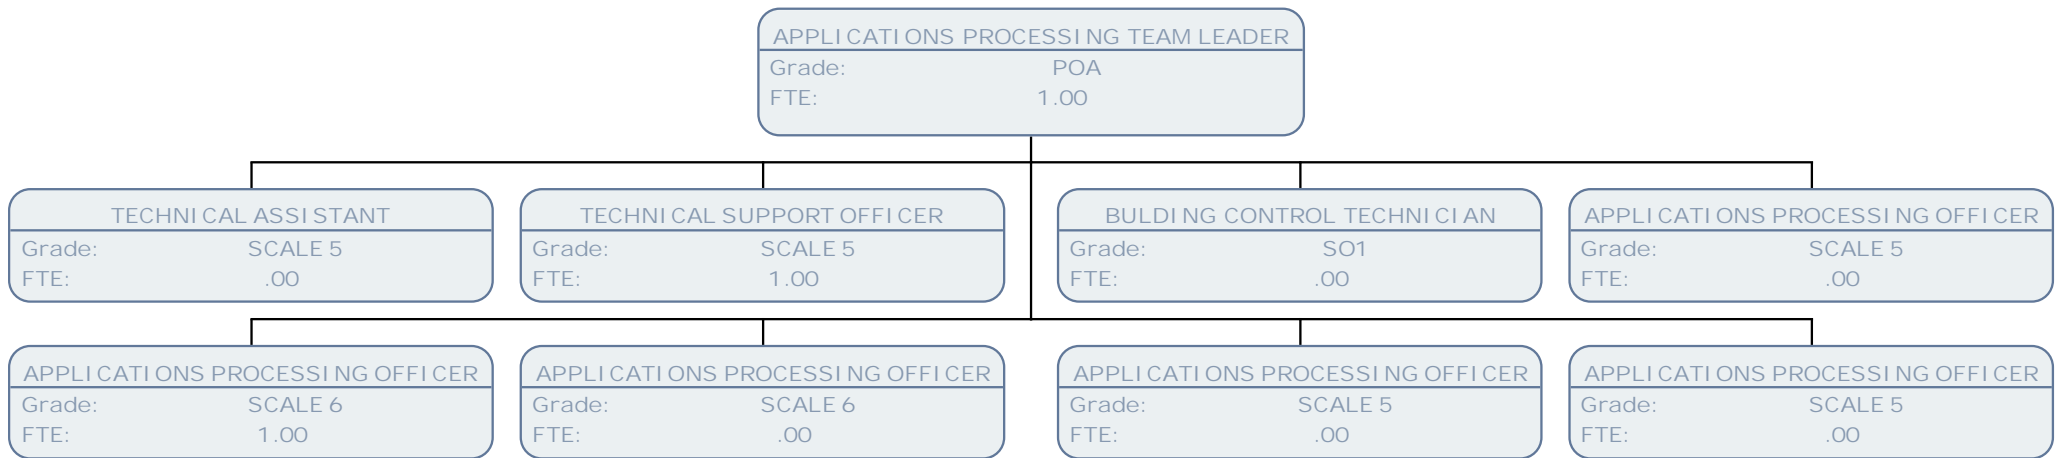 APPLICATIONS PROCESSING TEAM LEADER
Grade: POA
FTE: 1.00
TECHNICAL ASSISTANT
Grade: SCALE 5
FTE: .00
TECHNICAL SUPPORT OFFICER
Grade: SCALE 5
FTE: 1.00
BULDING CONTROL TECHNICIAN
Grade: SO1
FTE: .00
APPLICATIONS PROCESSING OFFICER
Grade: SCALE 5
FTE: .00
APPLICATIONS PROCESSING OFFICER
Grade: SCALE 6
FTE: 1.00
APPLICATIONS PROCESSING OFFICER
Grade: SCALE 6
FTE: .00
APPLICATIONS PROCESSING OFFICER
Grade: SCALE 5
FTE: .00
APPLICATIONS PROCESSING OFFICER
Grade: SCALE 5
FTE: .00